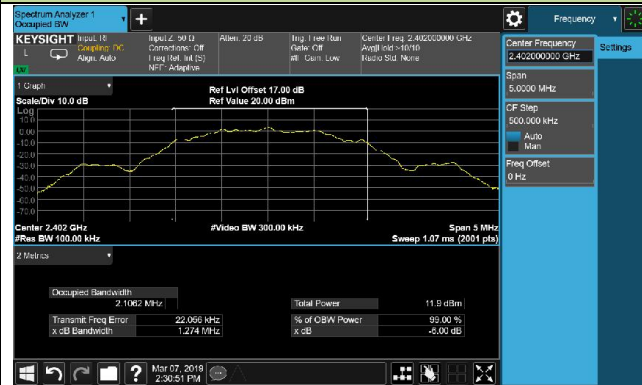 Spectrum Analyzer 1
Occupied BW
Frequency
KEYSIGHT Input: RF
Coupling: DC
Align: Auto
Input Z: 50 Ω
Corrections: Off
Freq Ref: Int (S)
NFE: Adaptive
Atten: 20 dB
Trig: Free Run
Gate: Off
#IF Gain: Low
Center Freq: 2.402000000 GHz
Avg|Hold >10/10
Radio Std: None
Center Frequency
2.402000000 GHz
Settings
Span
5.0000 MHz
CF Step
500.000 kHz
Auto
Man
Freq Offset
0 Hz
1 Graph
Scale/Div 10.0 dB
Ref Lvl Offset 17.00 dB
Ref Value 20.00 dBm
Log
10.0
0.00
-10.0
-20.0
-30.0
-40.0
-50.0
-60.0
-70.0
Center 2.402 GHz
#Res BW 100.00 kHz
#Video BW 300.00 kHz
Span 5 MHz
Sweep 1.07 ms (2001 pts)
2 Metrics
Occupied Bandwidth
2.1062 MHz
Total Power 11.9 dBm
Transmit Freq Error 22.066 kHz
% of OBW Power 99.00 %
x dB Bandwidth 1.274 MHz
x dB -6.00 dB
Mar 07, 2019
2:30:51 PM